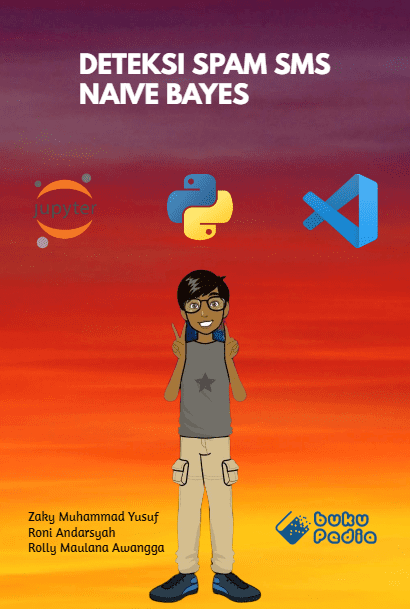 DETEKSI SPAM SMS
NAIVE BAYES
jupyter
Zaky Muhammad Yusuf
Roni Andarsyah
Rolly Maulana Awangga
buku
Pedia